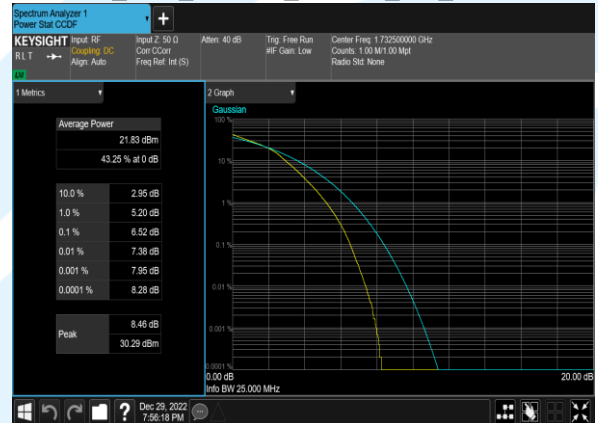 Spectrum Analyzer 1
Power Stat CCDF
KEYSIGHT
RLT
LXI
Input: RF
Coupling: DC
Align: Auto
Input Z: 50 Ω
Corr CCorr
Freq Ref: Int (S)
Atten: 40 dB
Trig: Free Run
#IF Gain: Low
Center Freq: 1.732500000 GHz
Counts: 1.00 M/1.00 Mpt
Radio Std: None
1 Metrics
Average Power
21.83 dBm
43.25 % at 0 dB
10.0 % 2.95 dB
1.0 % 5.20 dB
0.1 % 6.52 dB
0.01 % 7.38 dB
0.001 % 7.95 dB
0.0001 % 8.28 dB
Peak
8.46 dB
30.29 dBm
2 Graph
Gaussian
100 %
10 %
1 %
0.1 %
0.01 %
0.001 %
0.0001 %
0.00 dB
20.00 dB
Info BW 25.000 MHz
?
Dec 29, 2022
7:56:18 PM